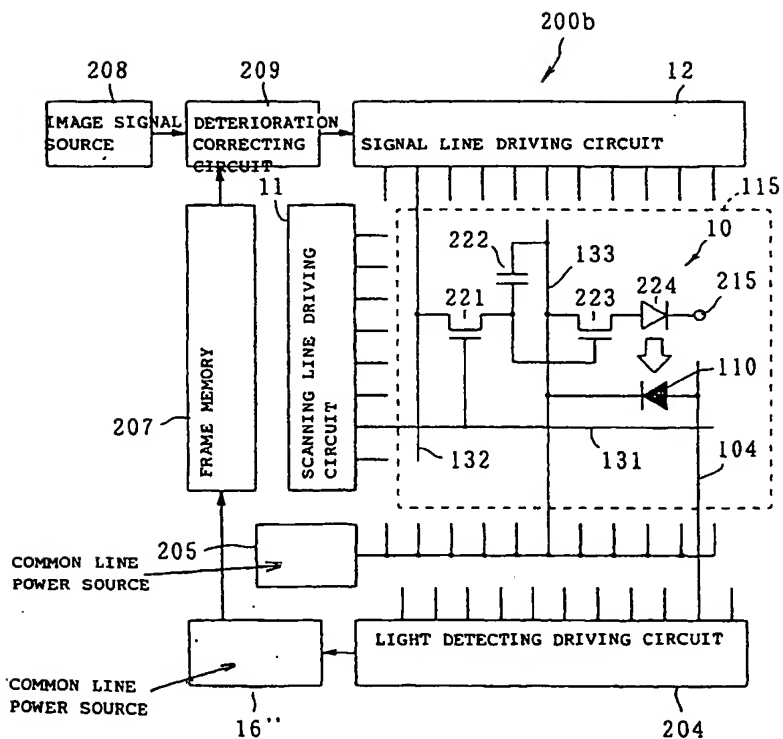 200b
208
209
12
IMAGE SIGNAL
SOURCE
DETERIORATION
CORRECTING
CIRCUIT
SIGNAL LINE DRIVING CIRCUIT
11
115
222
133
10
221
223
224
215
FRAME MEMORY
SCANNING LINE DRIVING
CIRCUIT
110
207
132
131
104
205
COMMON LINE
POWER SOURCE
LIGHT DETECTING DRIVING CIRCUIT
COMMON LINE
POWER SOURCE
16''
204